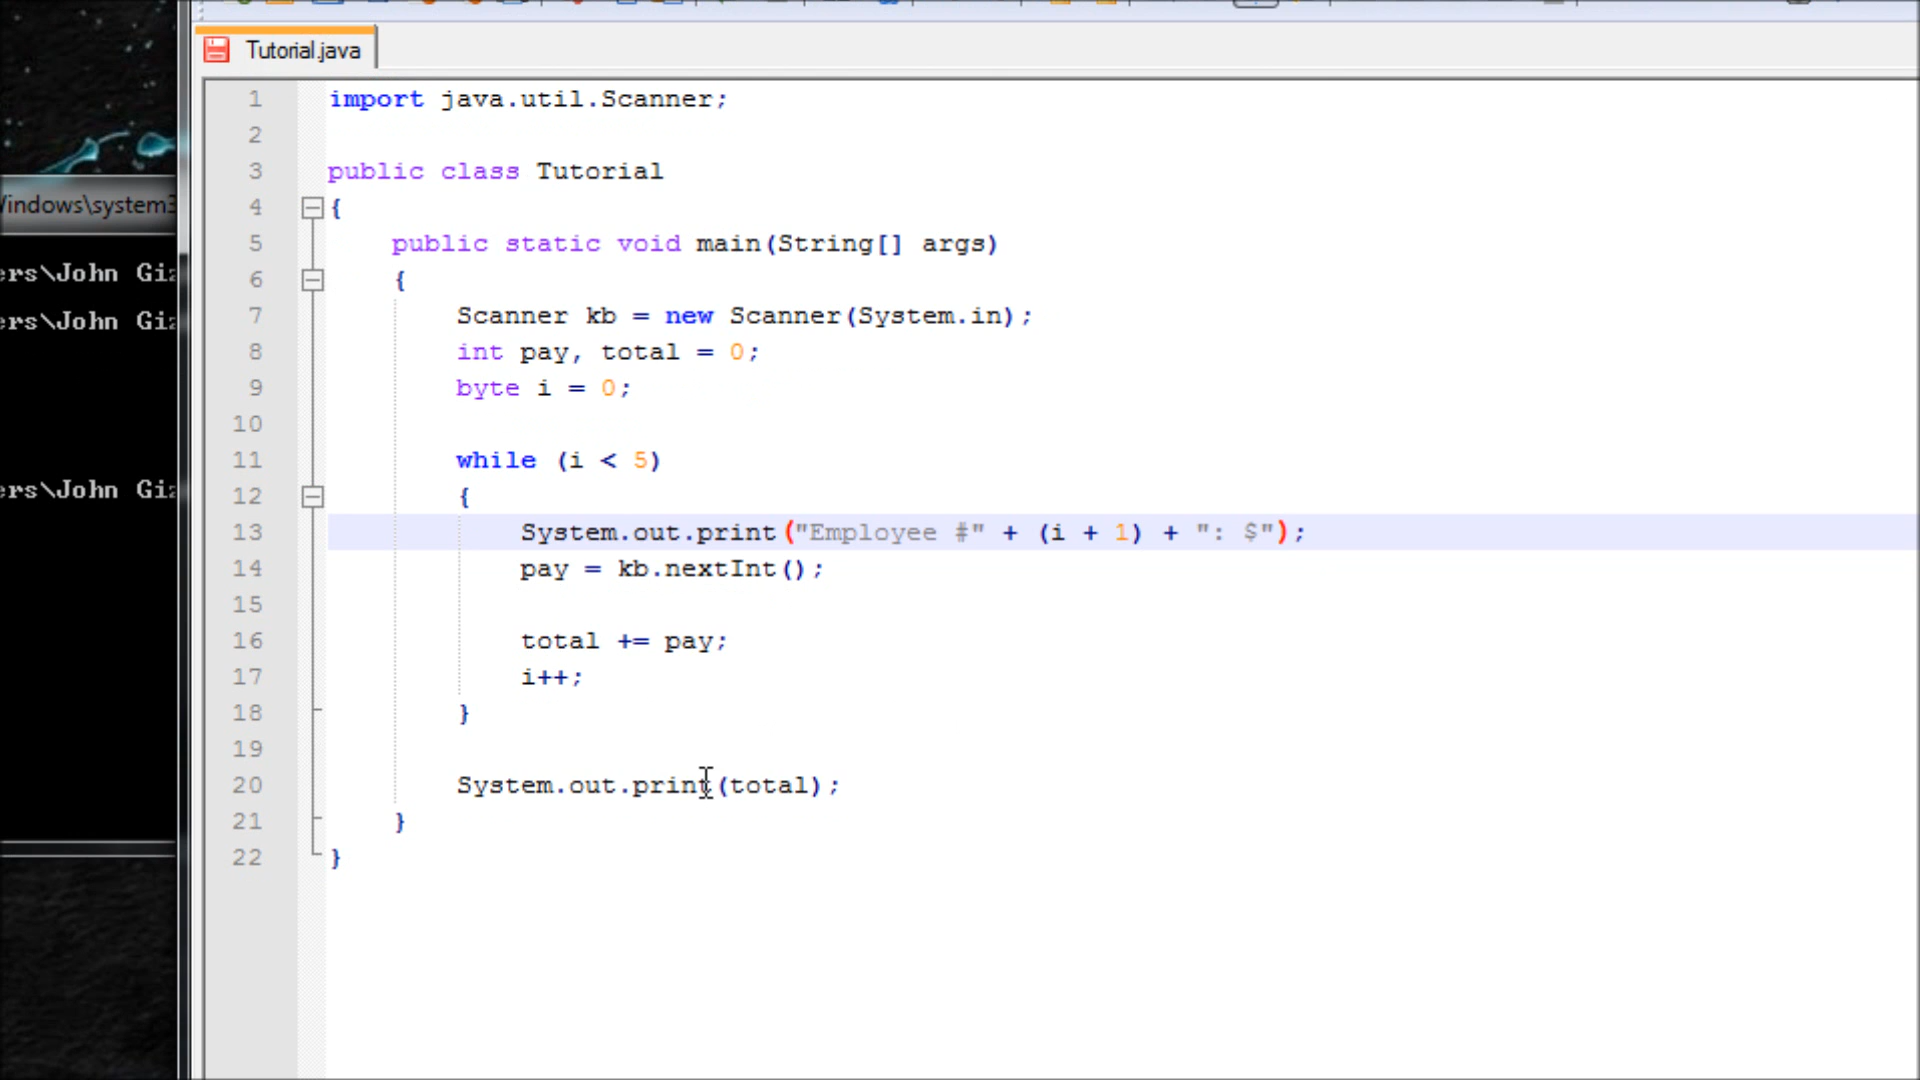 Tutorial.java
1 import java.util.Scanner;
2
3 public class Tutorial
4 {
5 public static void main(String[] args)
6 {
7 Scanner kb = new Scanner(System.in);
8 int pay, total = 0;
9 byte i = 0;
10
11 while (i < 5)
12 {
13 System.out.print("Employee #" + (i + 1) + ": $");
14 pay = kb.nextInt();
15
16 total += pay;
17 i++;
18 }
19
20 System.out.print(total);
21 }
22 }
indows\system3
ers\John Gia
ers\John Gia
ers\John Gia